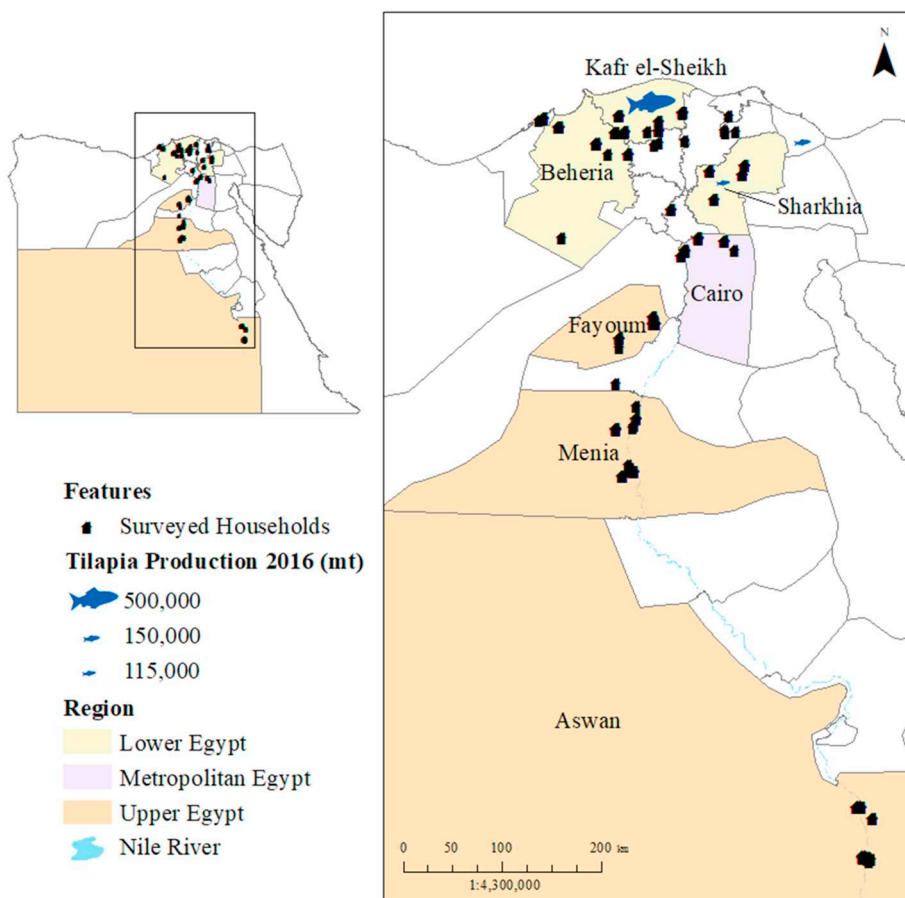 Features
Surveyed Households
Tilapia Production 2016 (mt)
500,000
150,000
115,000
Region
Lower Egypt
Metropolitan Egypt
Upper Egypt
Nile River
N
Kafr el-Sheikh
Beheria
Sharkhia
Cairo
Fayoum
Menia
Aswan
0 50 100 200 km
1:4,300,000